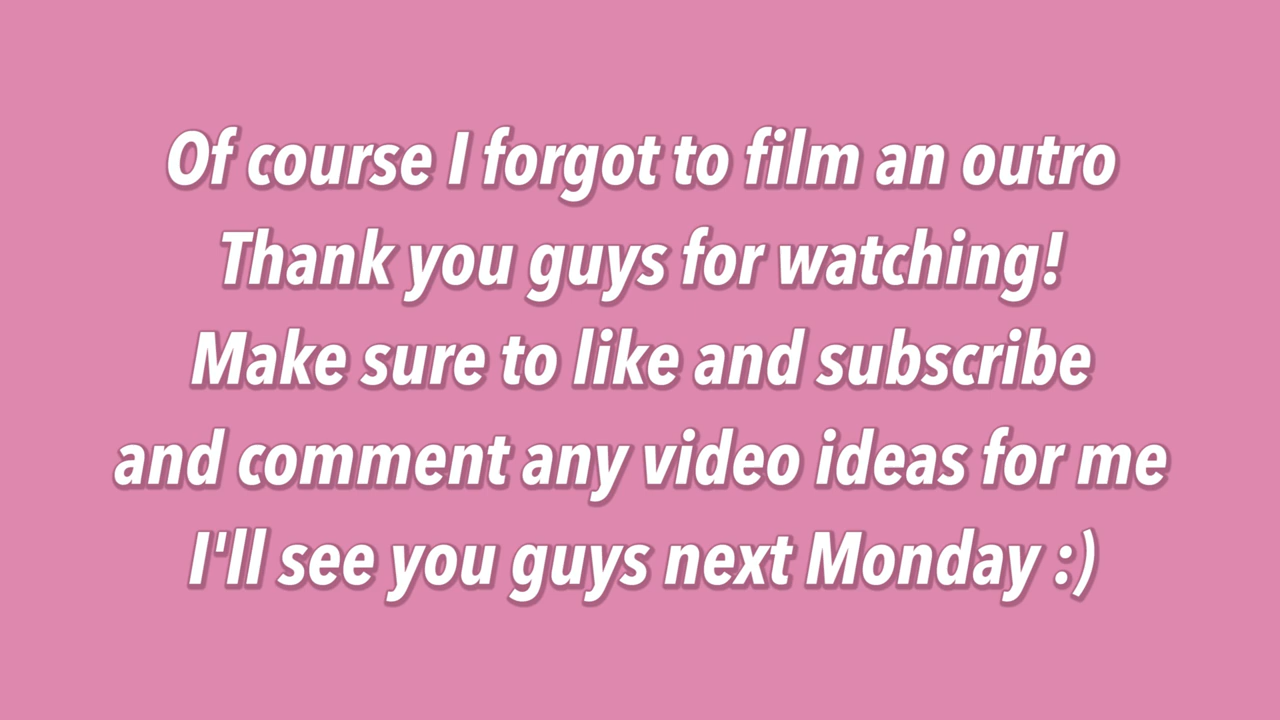 Of course I forgot to film an outro
Thank you guys for watching!
Make sure to like and subscribe
and comment any video ideas for me
I'll see you guys next Monday :)